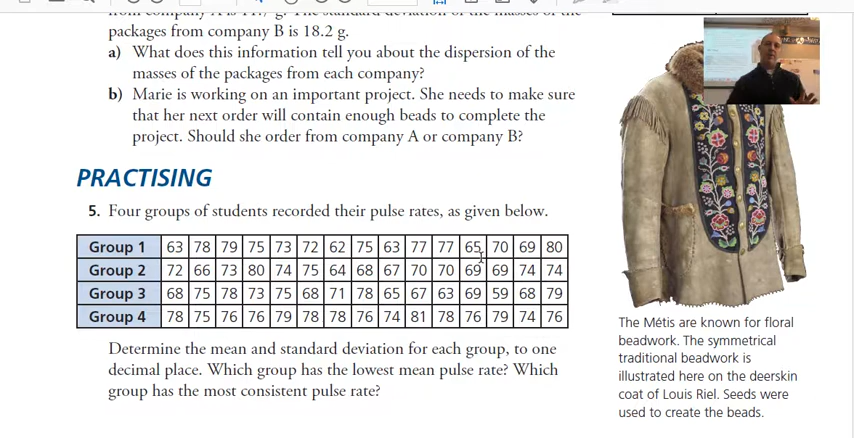 packages from company B is 18.2 g.
a) What does this information tell you about the dispersion of the
masses of the packages from each company?
b) Marie is working on an important project. She needs to make sure
that her next order will contain enough beads to complete the
project. Should she order from company A or company B?
PRACTISING
5. Four groups of students recorded their pulse rates, as given below.
Group 1 63 78 79 75 73 72 62 75 63 77 77 65 70 69 80
Group 2 72 66 73 80 74 75 64 68 67 70 70 69 69 74 74
Group 3 68 75 78 73 75 68 71 78 65 67 63 69 59 68 79
Group 4 78 75 76 76 79 78 78 76 74 81 78 76 79 74 76
Determine the mean and standard deviation for each group, to one
decimal place. Which group has the lowest mean pulse rate? Which
group has the most consistent pulse rate?
The Métis are known for floral
beadwork. The symmetrical
traditional beadwork is
illustrated here on the deerskin
coat of Louis Riel. Seeds were
used to create the beads.